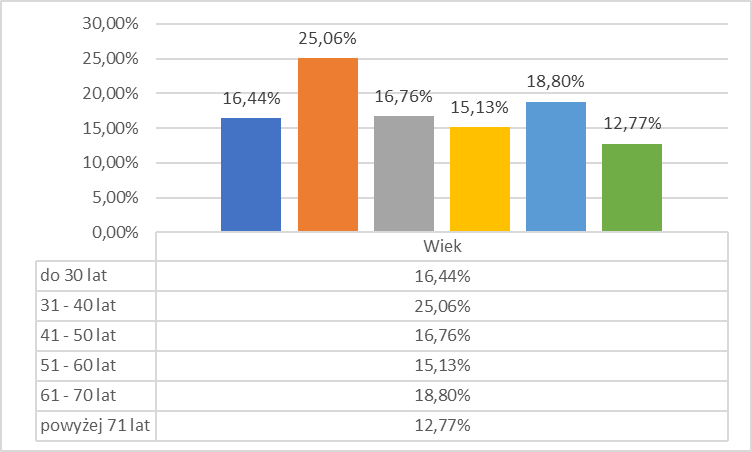 30,00%
25,00%
20,00%
15,00%
10,00%
5,00%
0,00%
16,44%
25,06%
16,76%
15,13%
18,80%
12,77%
Wiek
do 30 lat 16,44%
31 - 40 lat 25,06%
41 - 50 lat 16,76%
51 - 60 lat 15,13%
61 - 70 lat 18,80%
powyżej 71 lat 12,77%